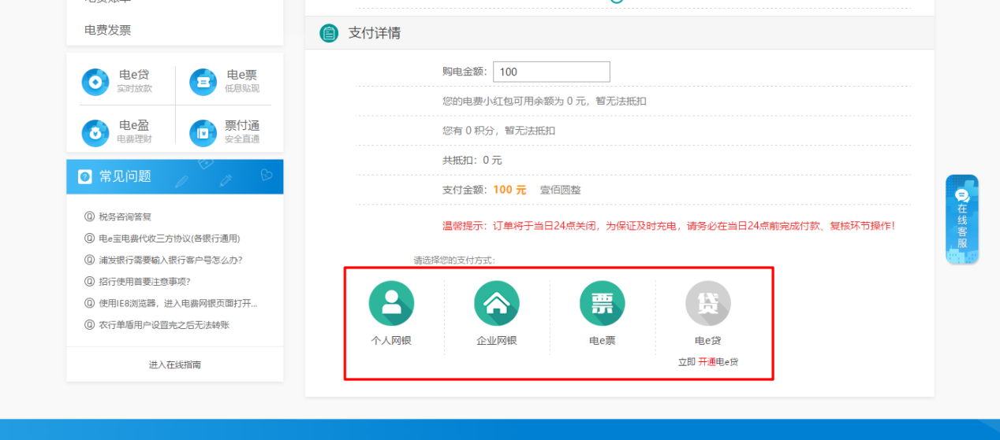 电费发票
电e贷
实时放款
电e票
低息贴现
电e盈
电费理财
票付通
安全直通
常见问题
税务咨询答复
电e宝电费代收三方协议(各银行通用)
浦发银行需要输入银行客户号怎么办?
招行使用首要注意事项?
使用IE8浏览器，进入电费网银页面打开...
农行单盾用户设置完之后无法转账
进入在线指南
支付详情
购电金额： 100
您的电费小红包可用余额为 0 元，暂无法抵扣
您有 0 积分，暂无法抵扣
共抵扣：0 元
支付金额：100 元 壹佰圆整
温馨提示：订单将于当日24点关闭，为保证及时充电，请务必在当日24点前完成付款、复核环节操作！
请选择您的支付方式：
票
贷
个人网银
企业网银
电e票
电e贷
立即 开通电e贷
在线客服